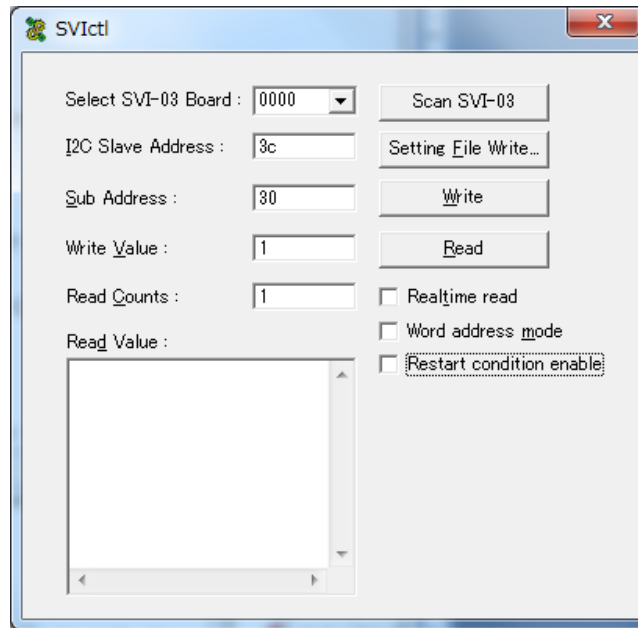 SVIctl
Select SVI-03 Board : 0000 Scan SVI-03
I2C Slave Address : 3c Setting File Write...
Sub Address : 30 Write
Write Value : 1 Read
Read Counts : 1 Realtime read
Word address mode
Read Value : Restart condition enable